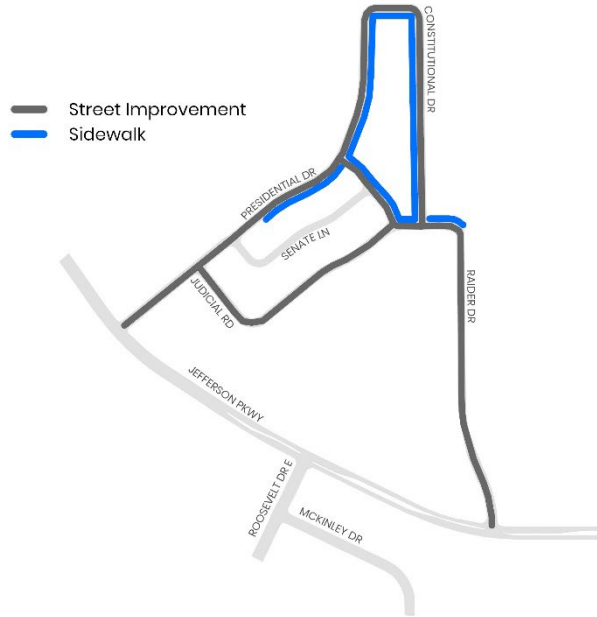 CONSTITUTIONAL DR
Street Improvement
Sidewalk
PRESIDENTIAL DR
SENATE LN
JUDICIAL RD
RAIDER DR
JEFFERSON PKWY
ROOSEVELT DR E
MCKINLEY DR